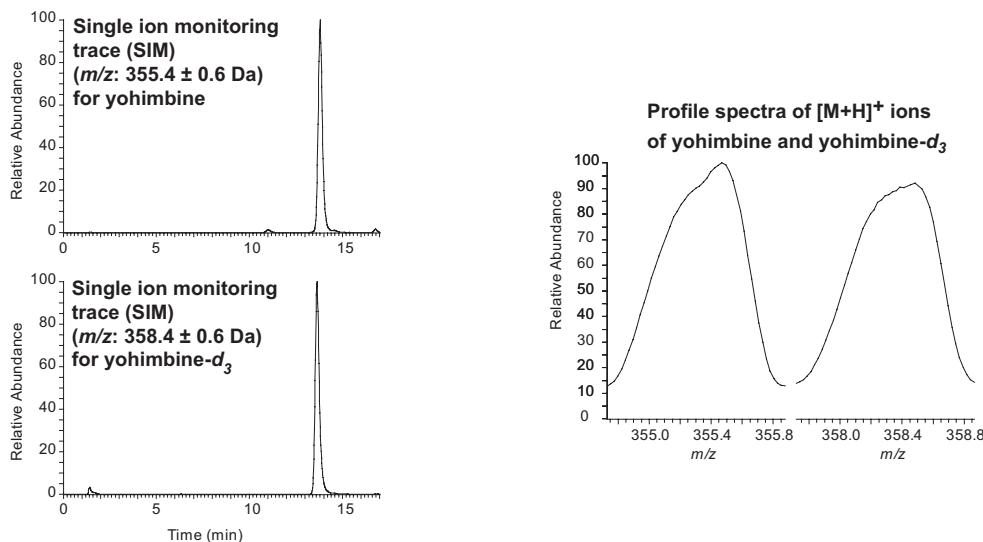 Single ion monitoring
trace (SIM)
(m/z: 355.4 ± 0.6 Da)
for yohimbine
Relative Abundance
100
80
60
40
20
0
0 5 10 15
Single ion monitoring
trace (SIM)
(m/z: 358.4 ± 0.6 Da)
for yohimbine-d3
Relative Abundance
100
80
60
40
20
0
0 5 10 15
Time (min)
Profile spectra of [M+H]+ ions
of yohimbine and yohimbine-d3
Relative Abundance
100
90
80
70
60
50
40
30
20
10
0
355.0 355.4 355.8 358.0 358.4 358.8
m/z m/z